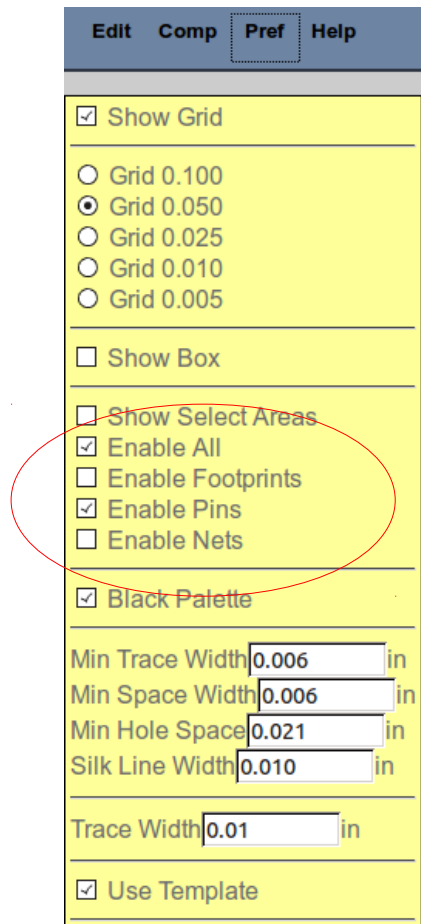 Edit Comp Pref Help
Show Grid
Grid 0.100
Grid 0.050
Grid 0.025
Grid 0.010
Grid 0.005
Show Box
Show Select Areas
Enable All
Enable Footprints
Enable Pins
Enable Nets
Black Palette
Min Trace Width 0.006 in
Min Space Width 0.006 in
Min Hole Space 0.021 in
Silk Line Width 0.010 in
Trace Width 0.01 in
Use Template